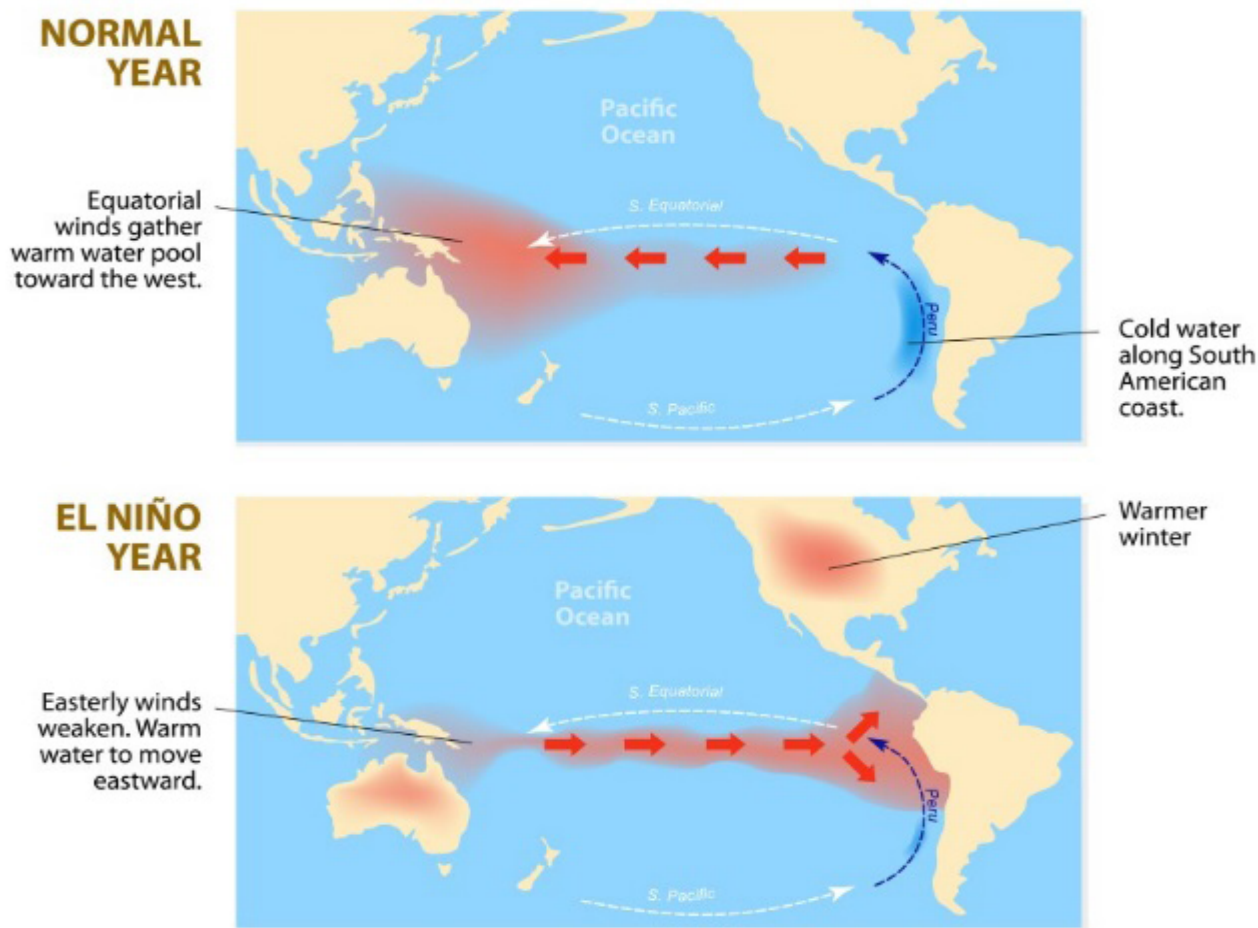 NORMAL
YEAR
Pacific
Ocean
Equatorial
winds gather
warm water pool
toward the west.
S. Equatorial
Peru
Cold water
along South
American
coast.
S. Pacific
EL NIÑO
YEAR
Warmer
winter
Pacific
Ocean
Easterly winds
weaken. Warm
water to move
eastward.
S. Equatorial
Peru
S. Pacific